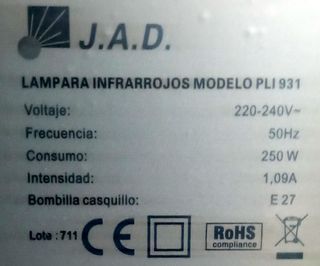 J.A.D.
LAMPARA INFRARROJOS MODELO PLI 931
Voltaje: 220-240V~
Frecuencia: 50Hz
Consumo: 250 W
Intensidad: 1,09A
Bombilla casquillo: E 27
Lote : 711 CE RoHS
compliance